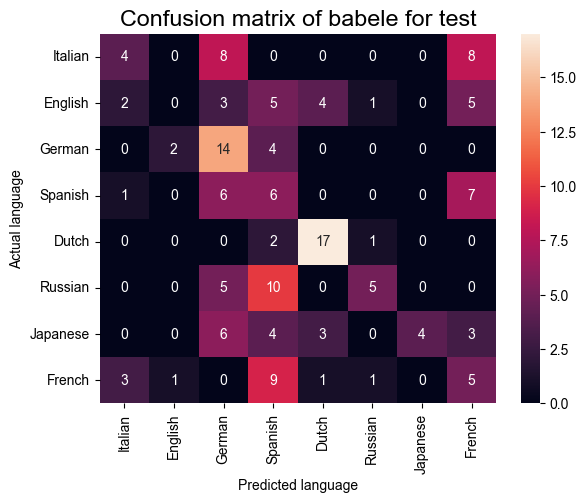 Confusion matrix of babele for test
Actual language
Italian 4 0 8 0 0 0 0 8
English 2 0 3 5 4 1 0 5
German 0 2 14 4 0 0 0 0
Spanish 1 0 6 6 0 0 0 7
Dutch 0 0 0 2 17 1 0 0
Russian 0 0 5 10 0 5 0 0
Japanese 0 0 6 4 3 0 4 3
French 3 1 0 9 1 1 0 5
Italian English German Spanish Dutch Russian Japanese French
Predicted language
15.0
12.5
10.0
7.5
5.0
2.5
0.0